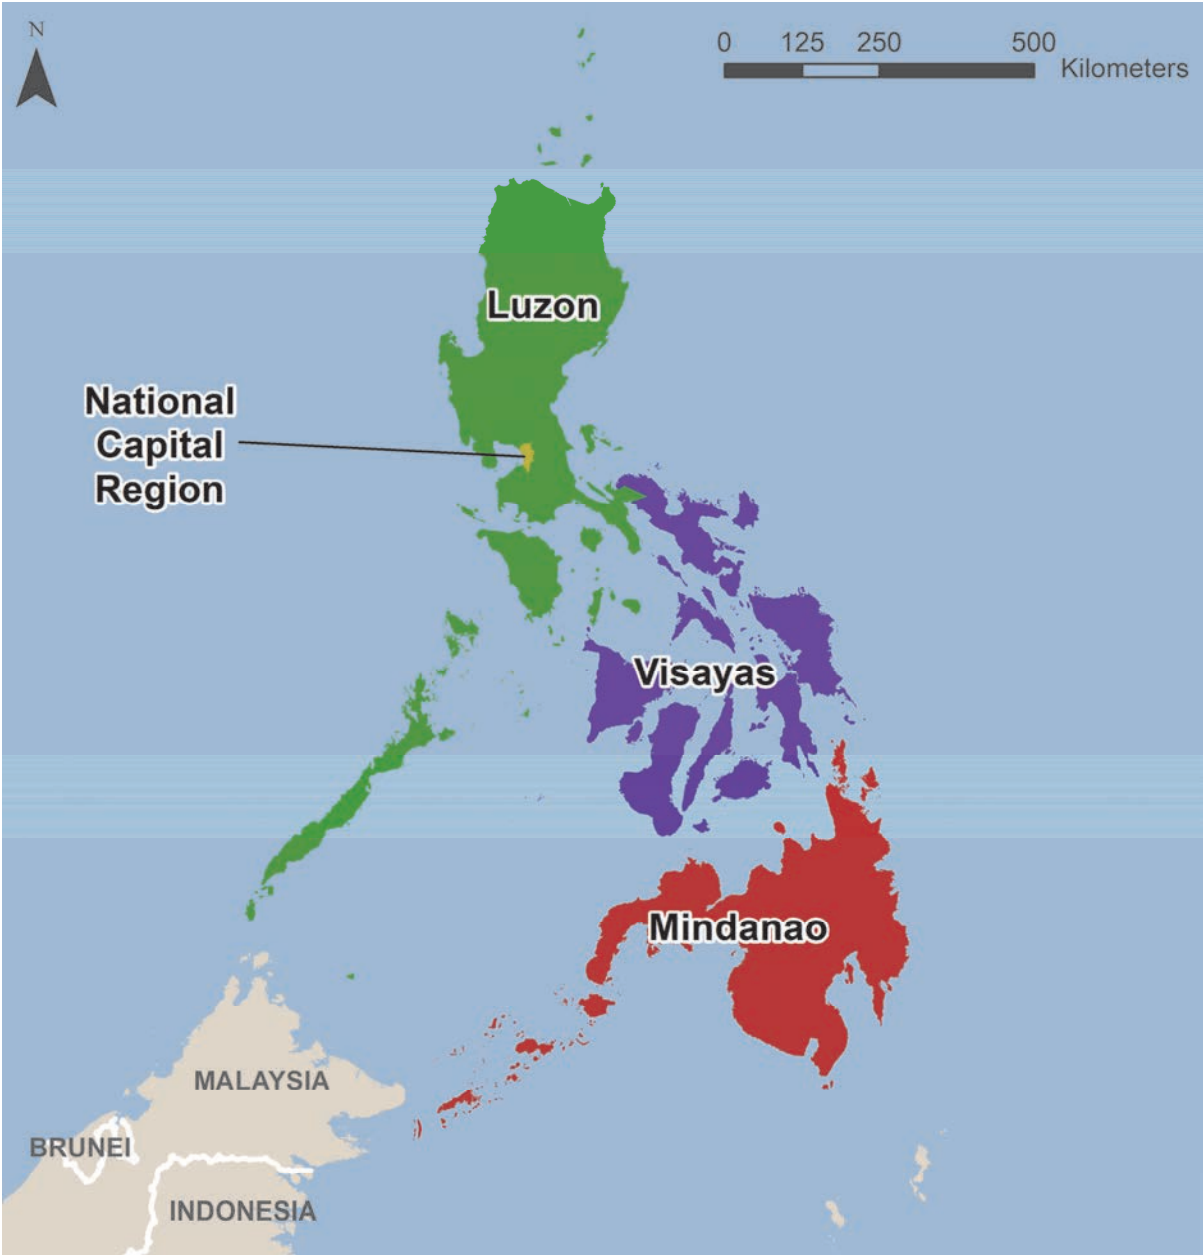 N
0 125 250 500
Kilometers
Luzon
National
Capital
Region
Visayas
Mindanao
MALAYSIA
BRUNEI
INDONESIA